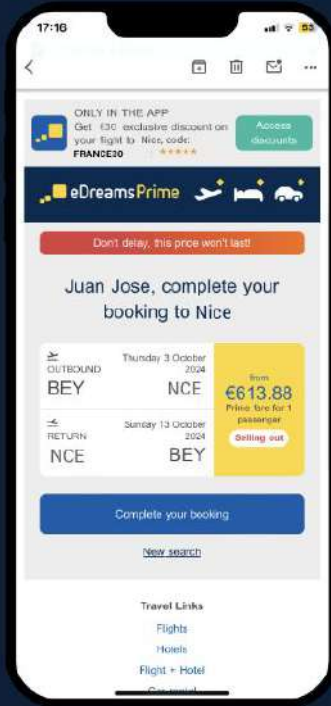 17:16
53
ONLY IN THE APP
Get €30 exclusive discount on
your flight to Nice, code:
FRANCE30
Access
discounts
eDreams Prime
Don't delay, this price won't last!
Juan Jose, complete your
booking to Nice
OUTBOUND
BEY
Thursday 3 October
2024
NCE
RETURN
NCE
Sunday 13 October
2024
BEY
from
€613.88
Prime fare for 1
passenger
Selling out
Complete your booking
New search
Travel Links
Flights
Hotels
Flight + Hotel